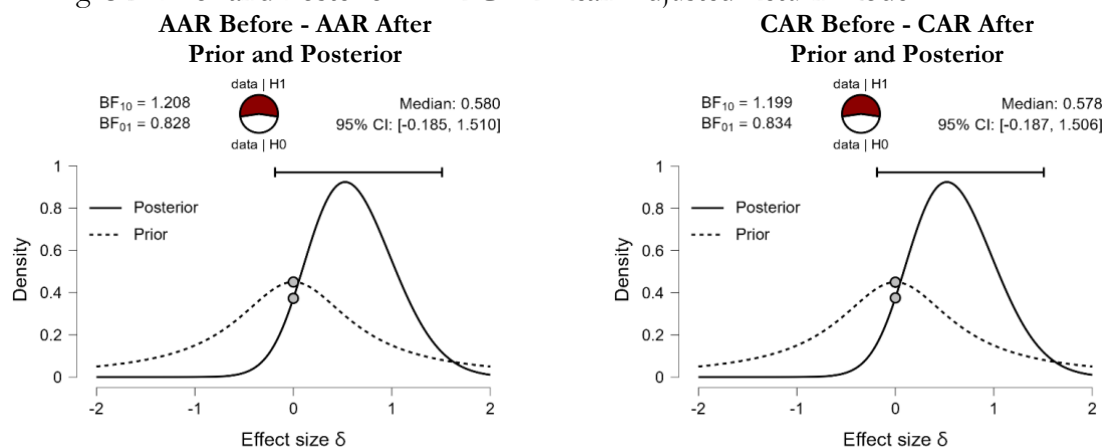 AAR Before - AAR After
Prior and Posterior
data | H1
BF₁₀ = 1.208
BF₀₁ = 0.828
Median: 0.580
95% CI: [-0.185, 1.510]
data | H0
1
0.8
0.6
0.4
0.2
0
Density
Posterior
Prior
-2
-1
0
1
2
Effect size δ
CAR Before - CAR After
Prior and Posterior
data | H1
BF₁₀ = 1.199
BF₀₁ = 0.834
Median: 0.578
95% CI: [-0.187, 1.506]
data | H0
1
0.8
0.6
0.4
0.2
0
Density
Posterior
Prior
-2
-1
0
1
2
Effect size δ